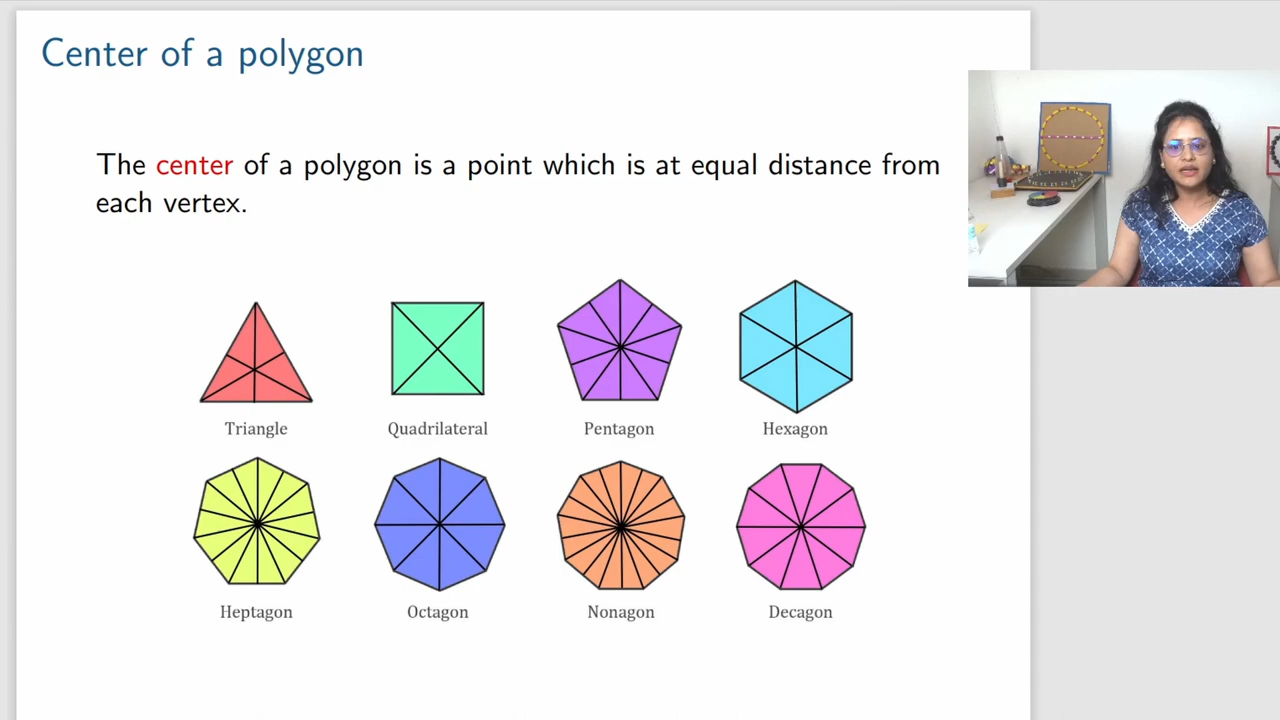 Center of a polygon
The center of a polygon is a point which is at equal distance from
each vertex.
Triangle
Quadrilateral
Pentagon
Hexagon
Heptagon
Octagon
Nonagon
Decagon